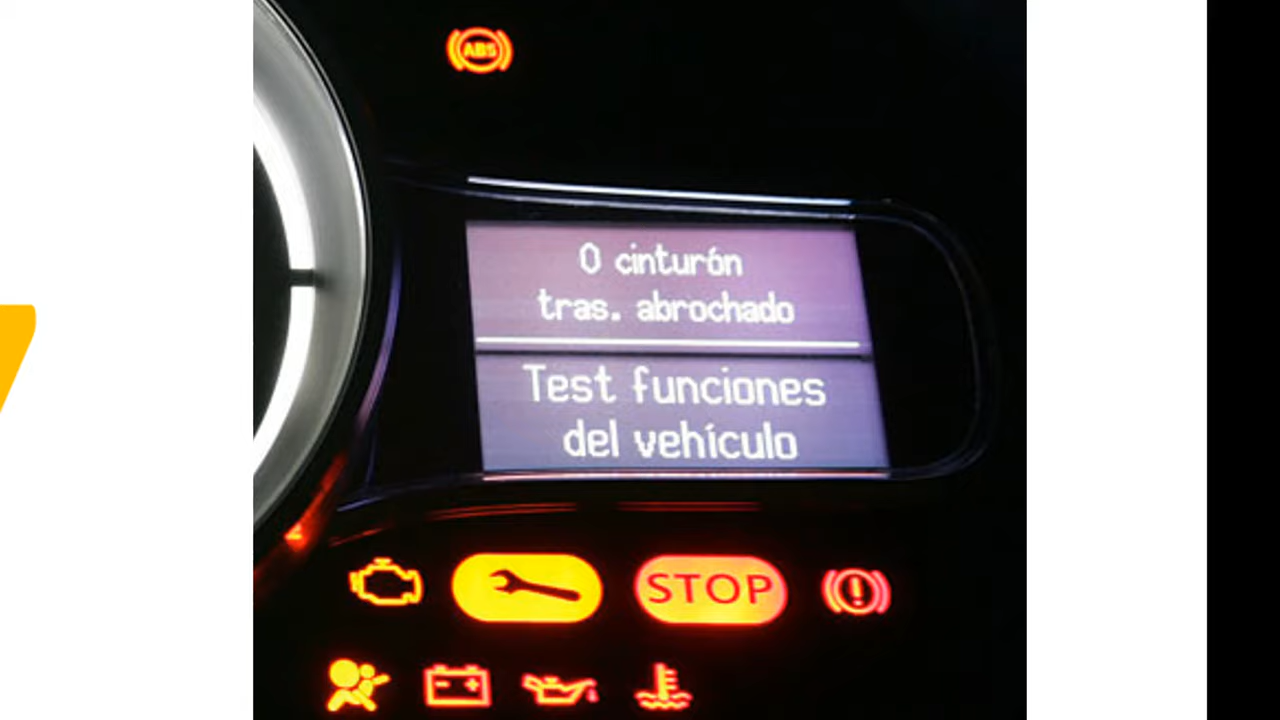 ABS
0 cinturón
tras. abrochado
Test funciones
del vehículo
STOP